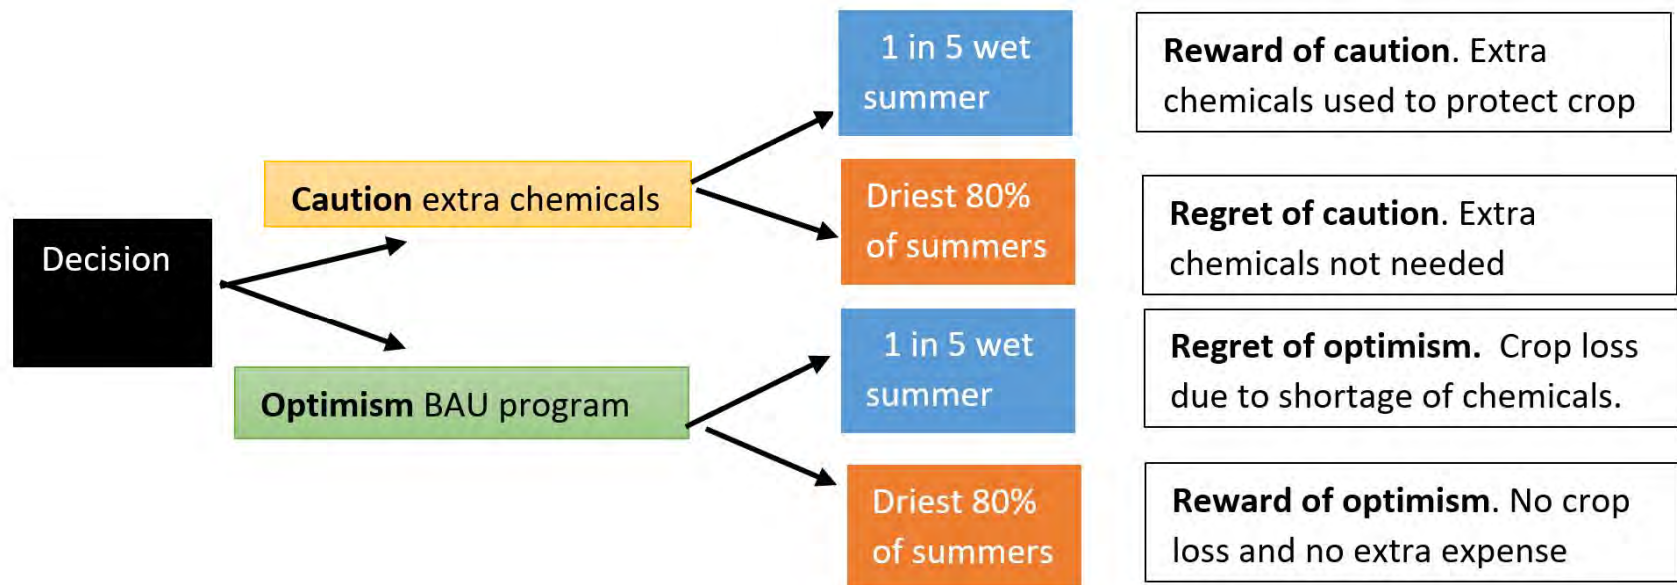 Decision
Caution extra chemicals
Optimism BAU program
1 in 5 wet
summer
Reward of caution. Extra
chemicals used to protect crop
Driest 80%
of summers
Regret of caution. Extra
chemicals not needed
1 in 5 wet
summer
Regret of optimism. Crop loss
due to shortage of chemicals.
Driest 80%
of summers
Reward of optimism. No crop
loss and no extra expense